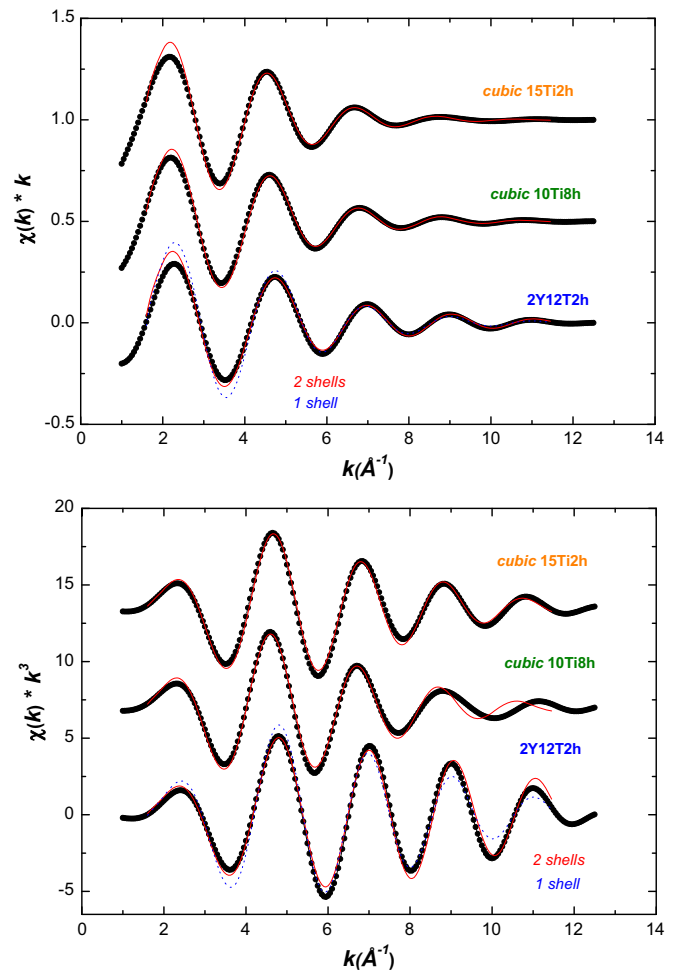 1.5
cubic 15Ti2h
1.0
cubic 10Ti8h
χ(k) * k
0.5
2Y12T2h
0.0
2 shells
1 shell
-0.5
0 2 4 6 8 10 12 14
k(Å⁻¹)
20
cubic 15Ti2h
15
10
cubic 10Ti8h
χ(k) * k³
5
2Y12T2h
0
2 shells
1 shell
-5
0 2 4 6 8 10 12 14
k(Å⁻¹)